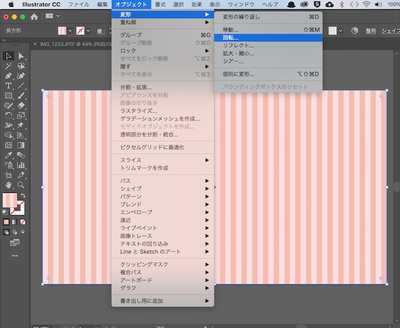 Illustrator CC ファイル 編集 オブジェクト 書式 選択 効果 表示 ウィンドウ ヘルプ 100%
長方形
変形
重ね順
グループ ⌘G
グループ解除
ロック
すべてをロック解除 ⌥⌘2
隠す
すべてを表示 ⌥⌘3
分割・拡張...
アピアランスを分割
画像の切り抜き
ラスタライズ...
グラデーションメッシュを作成...
モザイクオブジェクトを作成...
透明部分を分割・統合...
ピクセルグリッドに最適化
スライス
トリムマークを作成
パス
シェイプ
パターン
ブレンド
エンベロープ
遠近
ライブペイント
画像トレース
テキストの回り込み
Line と Sketch のアート
クリッピングマスク
複合パス
アートボード
グラフ
書き出し用に追加
変形の繰り返し ⌘D
移動... ⇧⌘M
回転...
リフレクト...
拡大・縮小...
シアー...
個別に変形... ⌥⇧⌘D
バウンディングボックスのリセット
整列 シェイプ